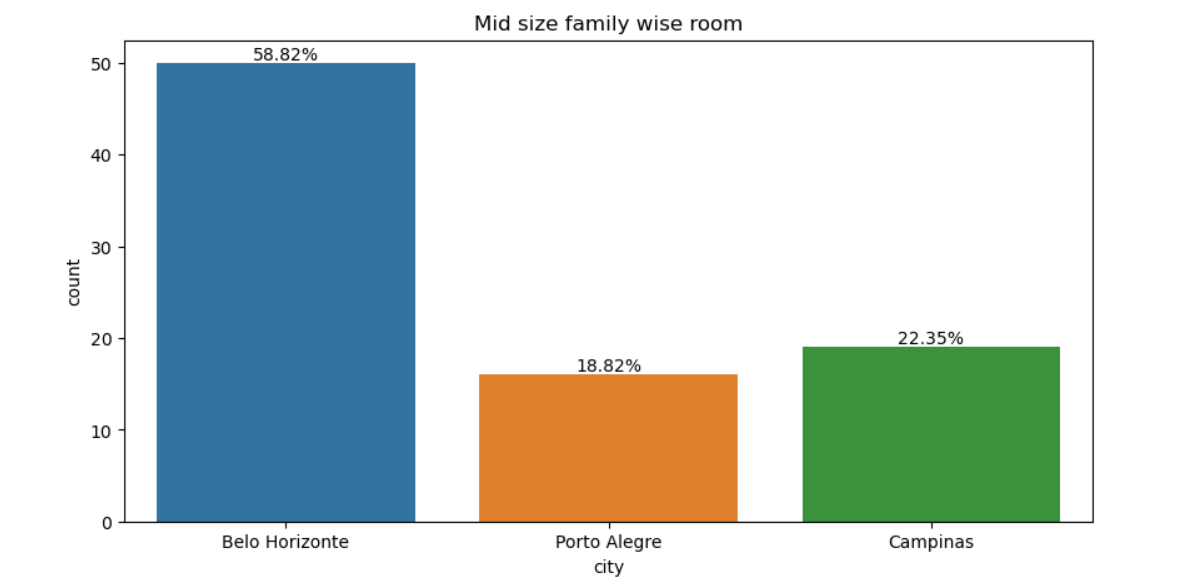 Mid size family wise room
count
50
40
30
20
10
0
58.82%
18.82%
22.35%
Belo Horizonte
Porto Alegre
Campinas
city